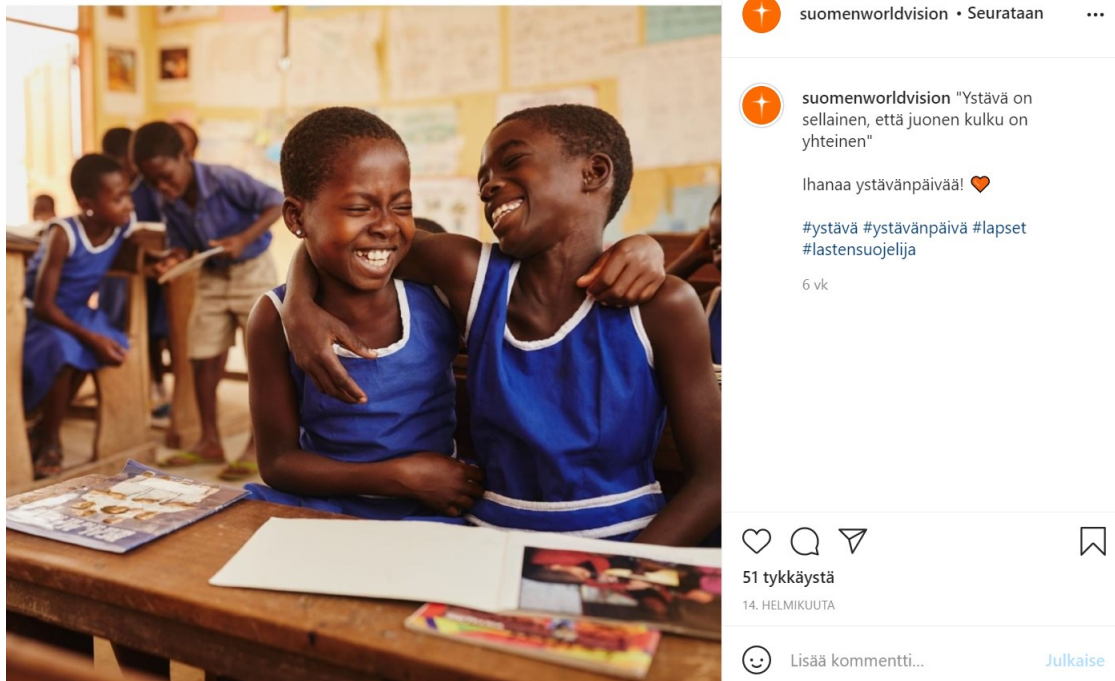 suomenworldvision • Seurataan
suomenworldvision "Ystävä on
sellainen, että juonen kulku on
yhteinen"
Ihanaa ystävänpäivää! 🧡
#ystävä #ystävänpäivä #lapset
#lastensuojelija
6 vk
51 tykkäystä
14. HELMIKUUTA
Lisää kommentti...
Julkaise